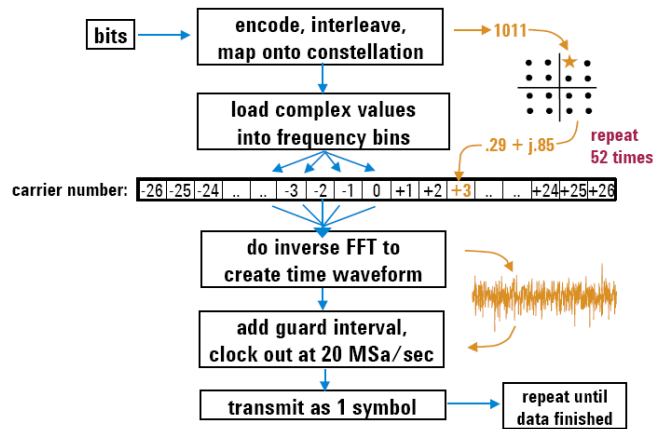 bits
encode, interleave,
map onto constellation
1011
load complex values
into frequency bins
.29 + j.85
repeat
52 times
carrier number:
-26 -25 -24 .. .. -3 -2 -1 0 +1 +2 +3 .. .. +24 +25 +26
do inverse FFT to
create time waveform
add guard interval,
clock out at 20 MSa/sec
transmit as 1 symbol
repeat until
data finished